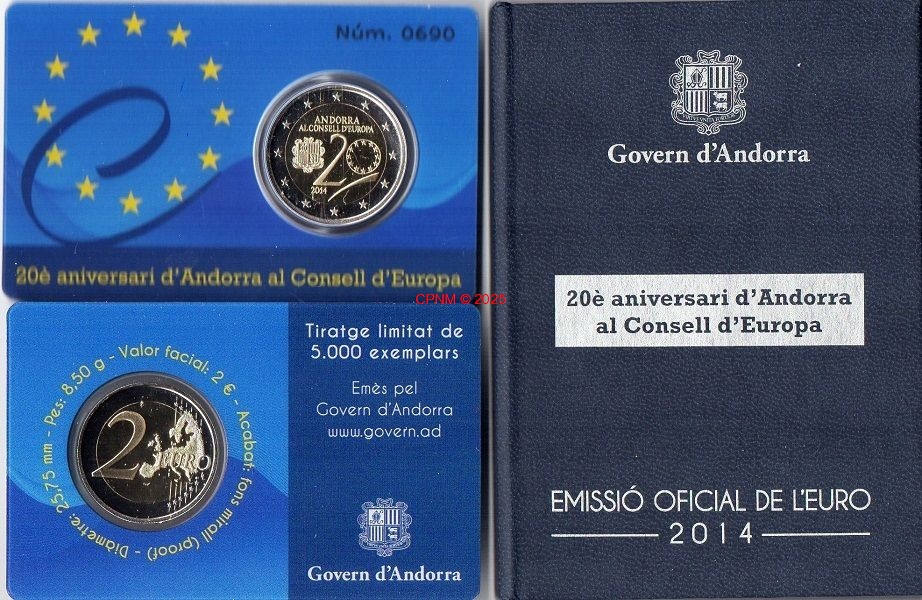 Núm. 0690
ANDORRA
AL CONSELL D'EUROPA
20
2014
20è aniversari d'Andorra al Consell d'Europa
CPNM © 2025
Tiratge limitat de
5.000 exemplars
Emès pel
Govern d'Andorra
www.govern.ad
Govern d'Andorra
Diàmetre: 25,75 mm - Pes: 8,50 g - Valor facial: 2 € - Acabat: fons mirall (proof) -
2 EURO
Govern d'Andorra
20è aniversari d'Andorra
al Consell d'Europa
EMISSIÓ OFICIAL DE L'EURO
2014